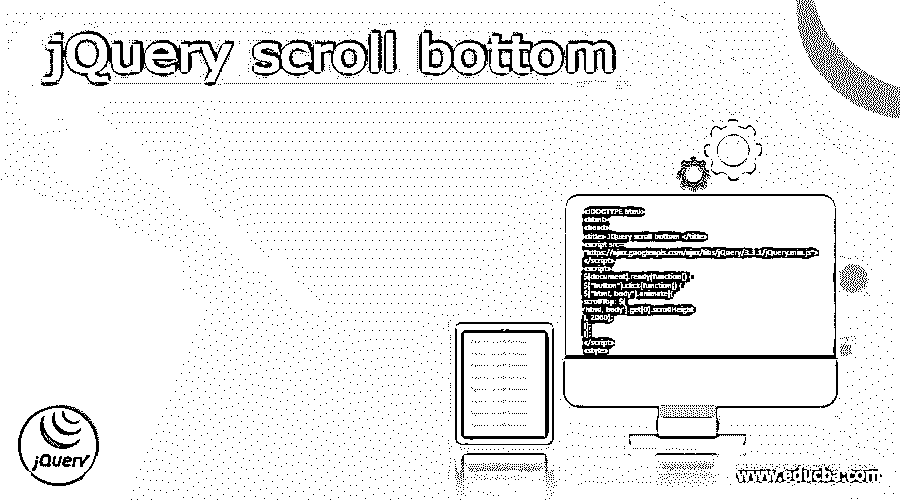 jQuery scroll bottom
<!DOCTYPE html>
<html>
<head>
<title> JQuery scroll bottom </title>
<script src=
"https://ajax.googleapis.com/ajax/libs/jQuery/3.3.1/jQuery.min.js">
</script>
<script>
$(document).ready(function() {
$("button").click(function() {
$("html, body").animate({
scrollTop: $(
'html, body').get(0).scrollHeight
}, 2000);
});
});
</script>
<style>
jQuery
www.educba.com